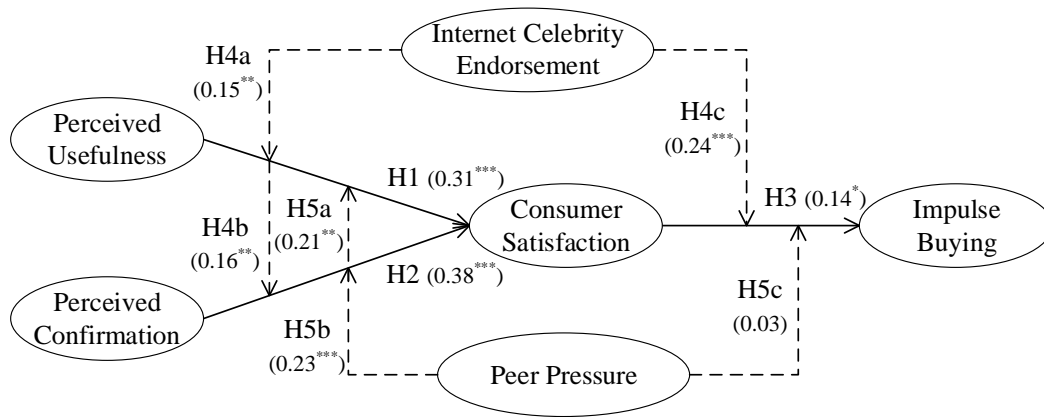 Internet Celebrity
Endorsement
H4a
(0.15**)
H4c
(0.24***)
Perceived
Usefulness
H1 (0.31***)
H3 (0.14*)
H5a
(0.21**)
Consumer
Satisfaction
Impulse
Buying
H4b
(0.16**)
H2 (0.38***)
Perceived
Confirmation
H5c
(0.03)
H5b
(0.23***)
Peer Pressure